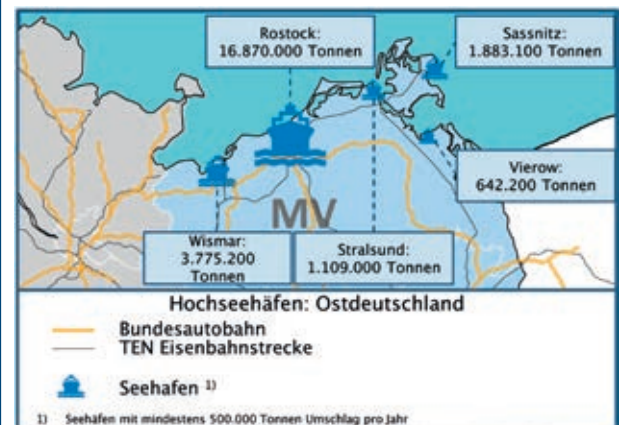 Rostock:
16.870.000 Tonnen
Sassnitz:
1.883.100 Tonnen
Vierow:
642.200 Tonnen
MV
Wismar:
3.775.200
Tonnen
Stralsund:
1.109.000 Tonnen
Hochseehäfen: Ostdeutschland
Bundesautobahn
TEN Eisenbahnstrecke
Seehafen 1)
1) Seehäfen mit mindestens 500.000 Tonnen Umschlag pro Jahr